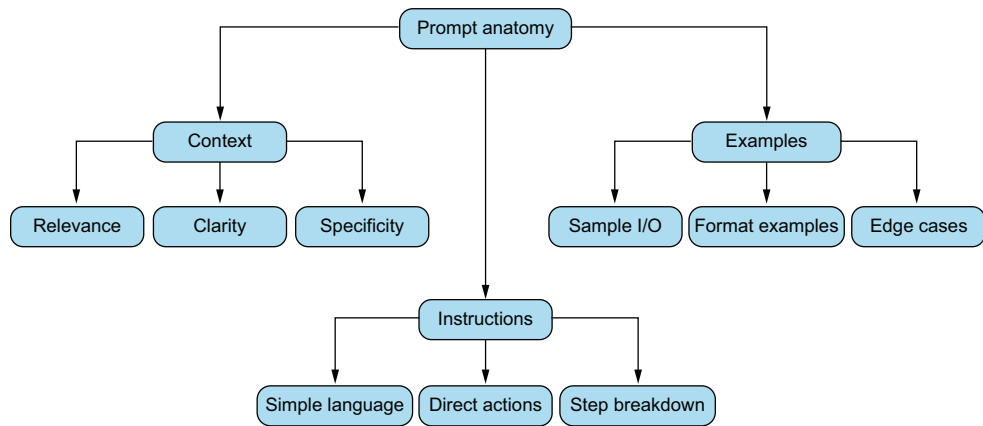 Prompt anatomy
Context
Examples
Relevance
Clarity
Specificity
Sample I/O
Format examples
Edge cases
Instructions
Simple language
Direct actions
Step breakdown